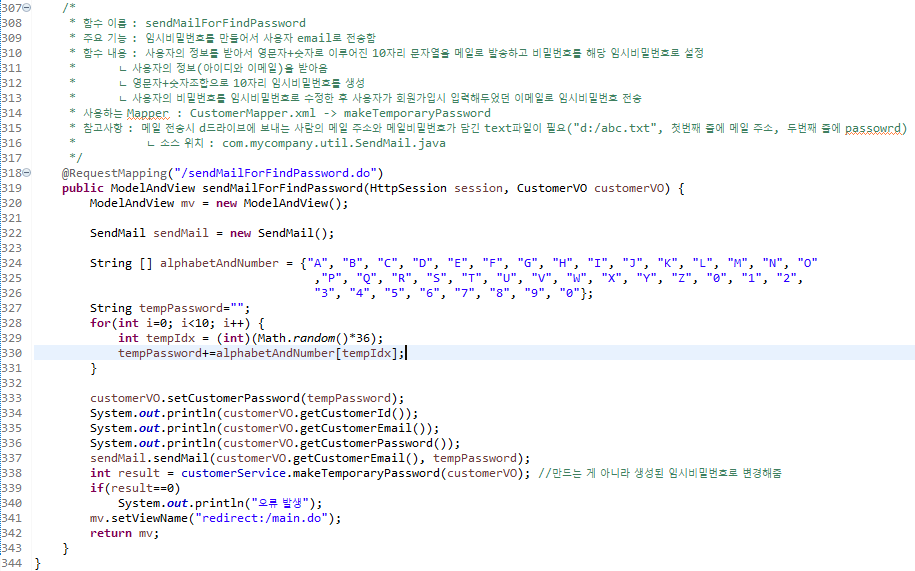 307 /*
308 * 함수 이름 : sendMailForFindPassword
309 * 주요 기능 : 임시비밀번호를 만들어서 사용자 email로 전송함
310 * 함수 내용 : 사용자의 정보를 받아서 영문자+숫자로 이루어진 10자리 문자열을 메일로 발송하고 비밀번호를 해당 임시비밀번호로 설정
311 * ㄴ 사용자의 정보(아이디와 이메일)을 받아옴
312 * ㄴ 영문자+숫자조합으로 10자리 임시비밀번호를 생성
313 * ㄴ 사용자의 비밀번호를 임시비밀번호로 수정한 후 사용자가 회원가입시 입력해두었던 이메일로 임시비밀번호 전송
314 * 사용하는 Mapper : CustomerMapper.xml -> makeTemporaryPassword
315 * 참고사항 : 메일 전송시 d드라이브에 보내는 사람의 메일 주소와 메일비밀번호가 담긴 text파일이 필요("d:/abc.txt", 첫번째 줄에 메일 주소, 두번째 줄에 passowrd)
316 * ㄴ 소스 위치 : com.mycompany.util.SendMail.java
317 */
318 @RequestMapping("/sendMailForFindPassword.do")
319 public ModelAndView sendMailForFindPassword(HttpSession session, CustomerVO customerVO) {
320 ModelAndView mv = new ModelAndView();
321
322 SendMail sendMail = new SendMail();
323
324 String [] alphabetAndNumber = {"A", "B", "C", "D", "E", "F", "G", "H", "I", "J", "K", "L", "M", "N", "O"
325 ,"P", "Q", "R", "S", "T", "U", "V", "W", "X", "Y", "Z", "0", "1", "2",
326 "3", "4", "5", "6", "7", "8", "9", "0"};
327 String tempPassword="";
328 for(int i=0; i<10; i++) {
329 int tempIdx = (int)(Math.random()*36);
330 tempPassword+=alphabetAndNumber[tempIdx];
331 }
332
333 customerVO.setCustomerPassword(tempPassword);
334 System.out.println(customerVO.getCustomerId());
335 System.out.println(customerVO.getCustomerEmail());
336 System.out.println(customerVO.getCustomerPassword());
337 sendMail.sendMail(customerVO.getCustomerEmail(), tempPassword);
338 int result = customerService.makeTemporaryPassword(customerVO); //만드는 게 아니라 생성된 임시비밀번호로 변경해줌
339 if(result==0)
340 System.out.println("오류 발생");
341 mv.setViewName("redirect:/main.do");
342 return mv;
343 }
344 }